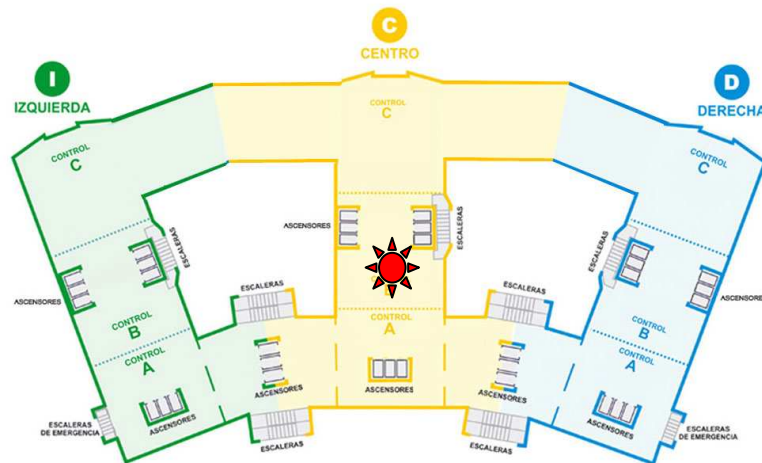 C
CENTRO
I
IZQUIERDA
D
DERECHA
CONTROL
C
CONTROL
C
CONTROL
C
ESCALERAS
ASCENSORES
ESCALERAS
ESCALERAS
ASCENSORES
ASCENSORES
ESCALERAS
ESCALERAS
CONTROL
B
CONTROL
A
CONTROL
A
CONTROL
B
CONTROL
A
ASCENSORES
ASCENSORES
ASCENSORES
ASCENSORES
ASCENSORES
ESCALERAS
DE EMERGENCIA
ESCALERAS
ESCALERAS
ESCALERAS
DE EMERGENCIA